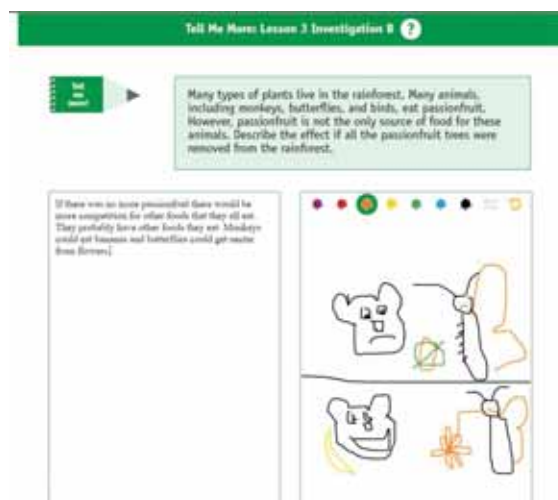 Tell Me More: Lesson 3 Investigation B ?
Tell me more!
Many types of plants live in the rainforest. Many animals,
including monkeys, butterflies, and birds, eat passionfruit.
However, passionfruit is not the only source of food for these
animals. Describe the effect if all the passionfruit trees were
removed from the rainforest.
If there was no more passionfruit there would be
more competition for other foods that they all eat.
They probably have other foods they eat. Monkeys
could eat bananas and butterflies could get nectar
from flowers.